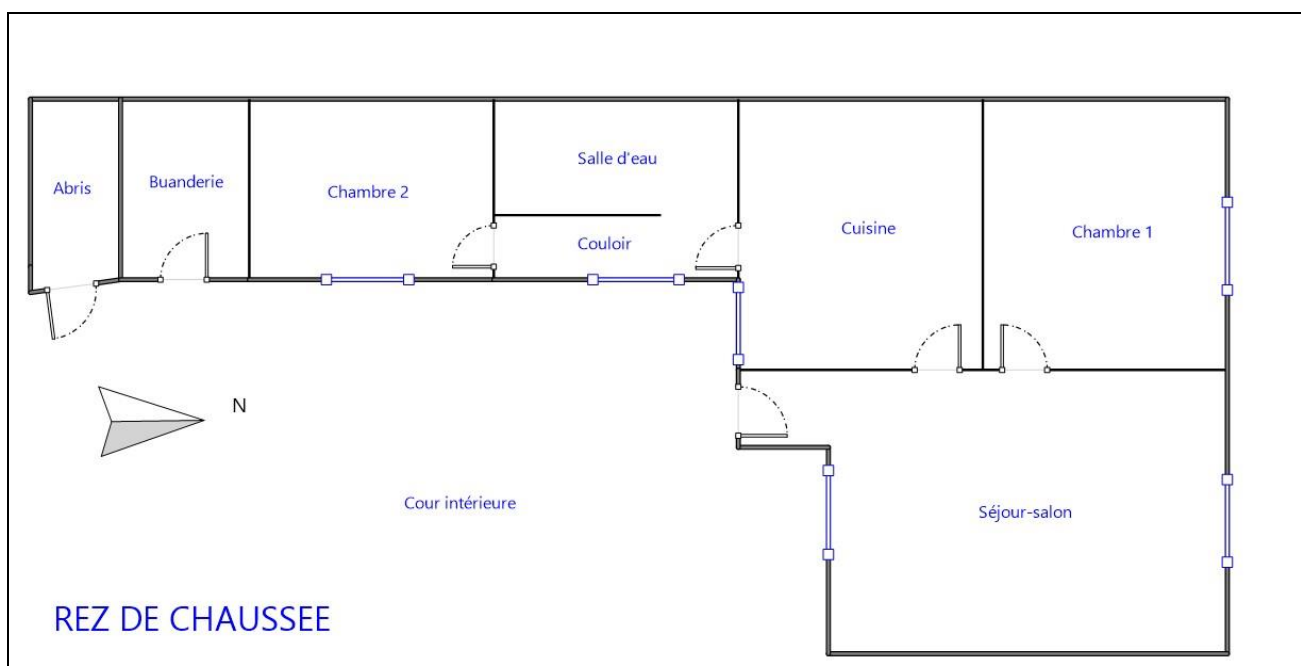 Salle d'eau
Abris
Buanderie
Chambre 2
Couloir
Cuisine
Chambre 1
N
Cour intérieure
Séjour-salon
REZ DE CHAUSSEE